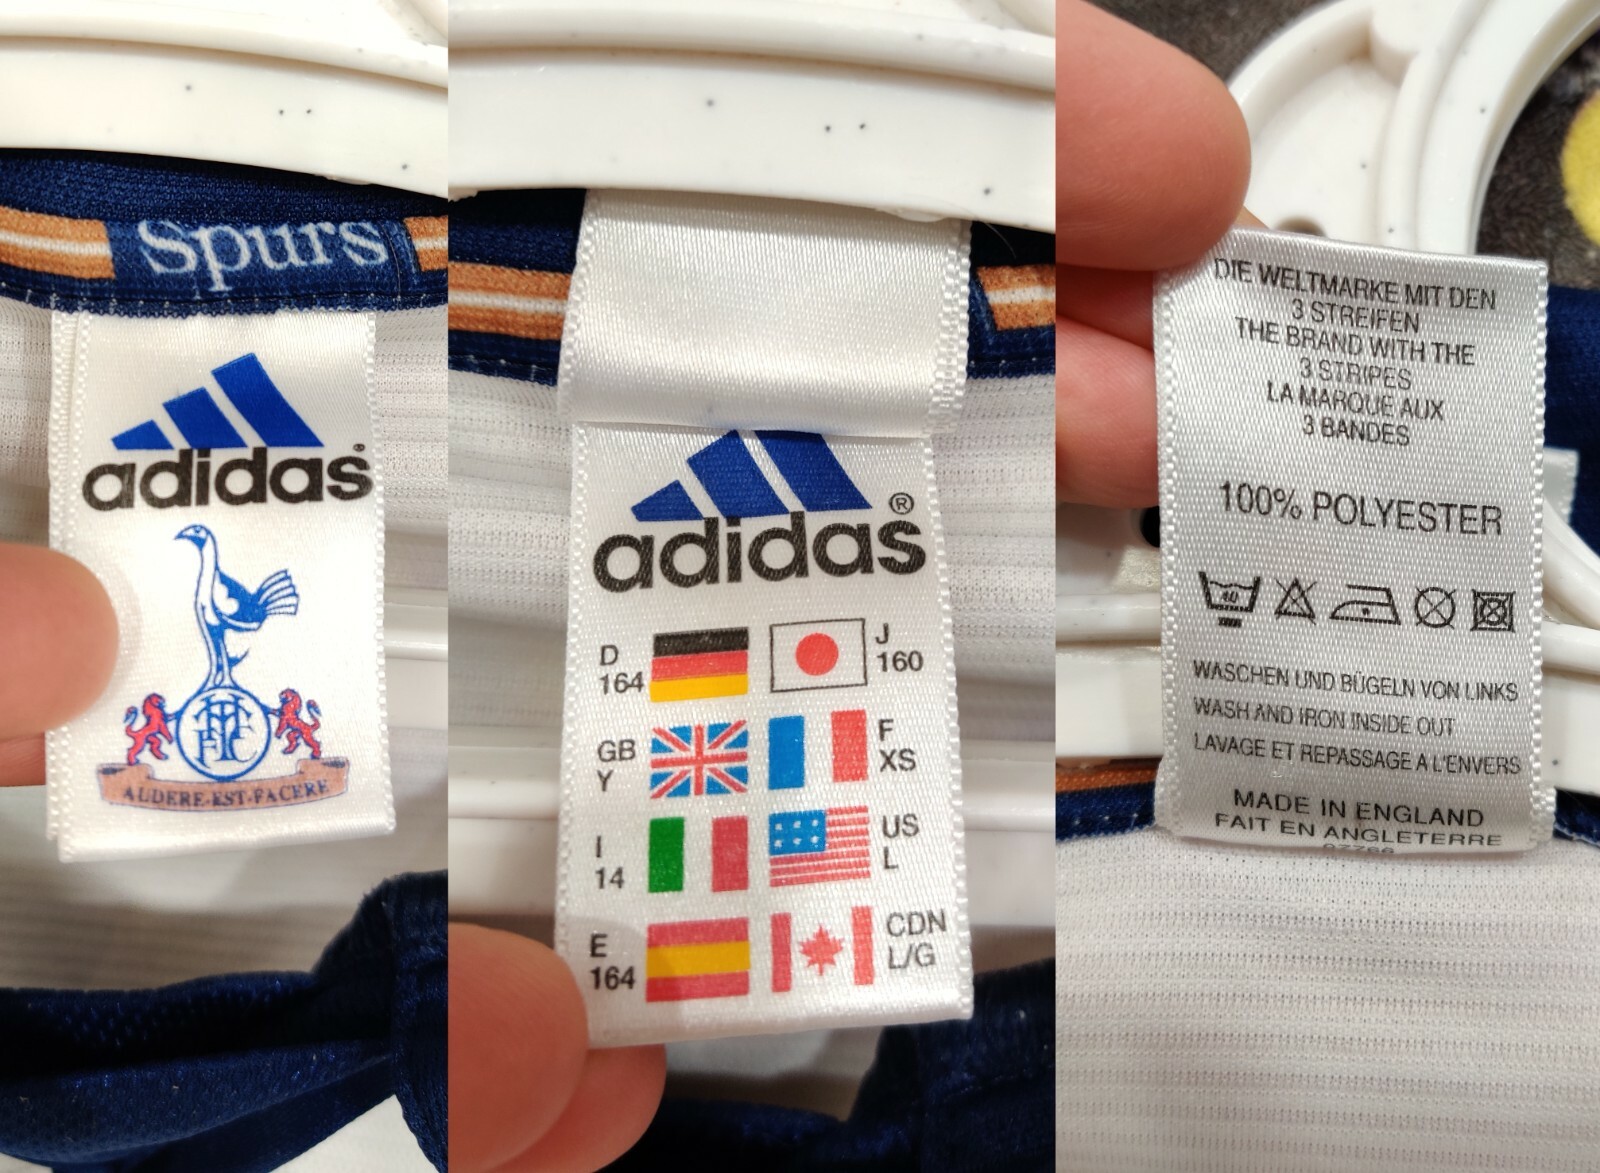 Spurs
adidas®
THFC
AUDERE·EST·FACERE
adidas®
D
164
J
160
GB
Y
F
XS
I
14
US
L
E
164
CDN
L/G
DIE WELTMARKE MIT DEN
3 STREIFEN
THE BRAND WITH THE
3 STRIPES
LA MARQUE AUX
3 BANDES
100% POLYESTER
40
WASCHEN UND BÜGELN VON LINKS
WASH AND IRON INSIDE OUT
LAVAGE ET REPASSAGE A L'ENVERS
MADE IN ENGLAND
FAIT EN ANGLETERRE